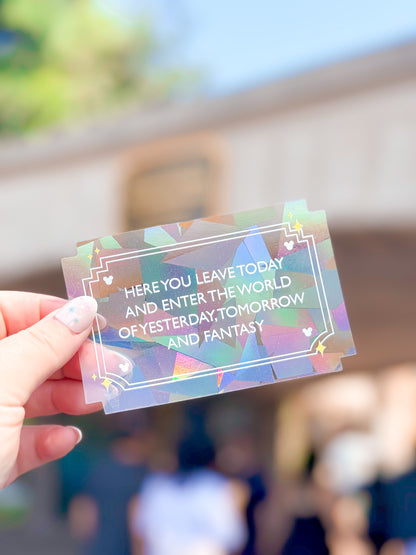 HERE YOU LEAVE TODAY
AND ENTER THE WORLD
OF YESTERDAY, TOMORROW
AND FANTASY